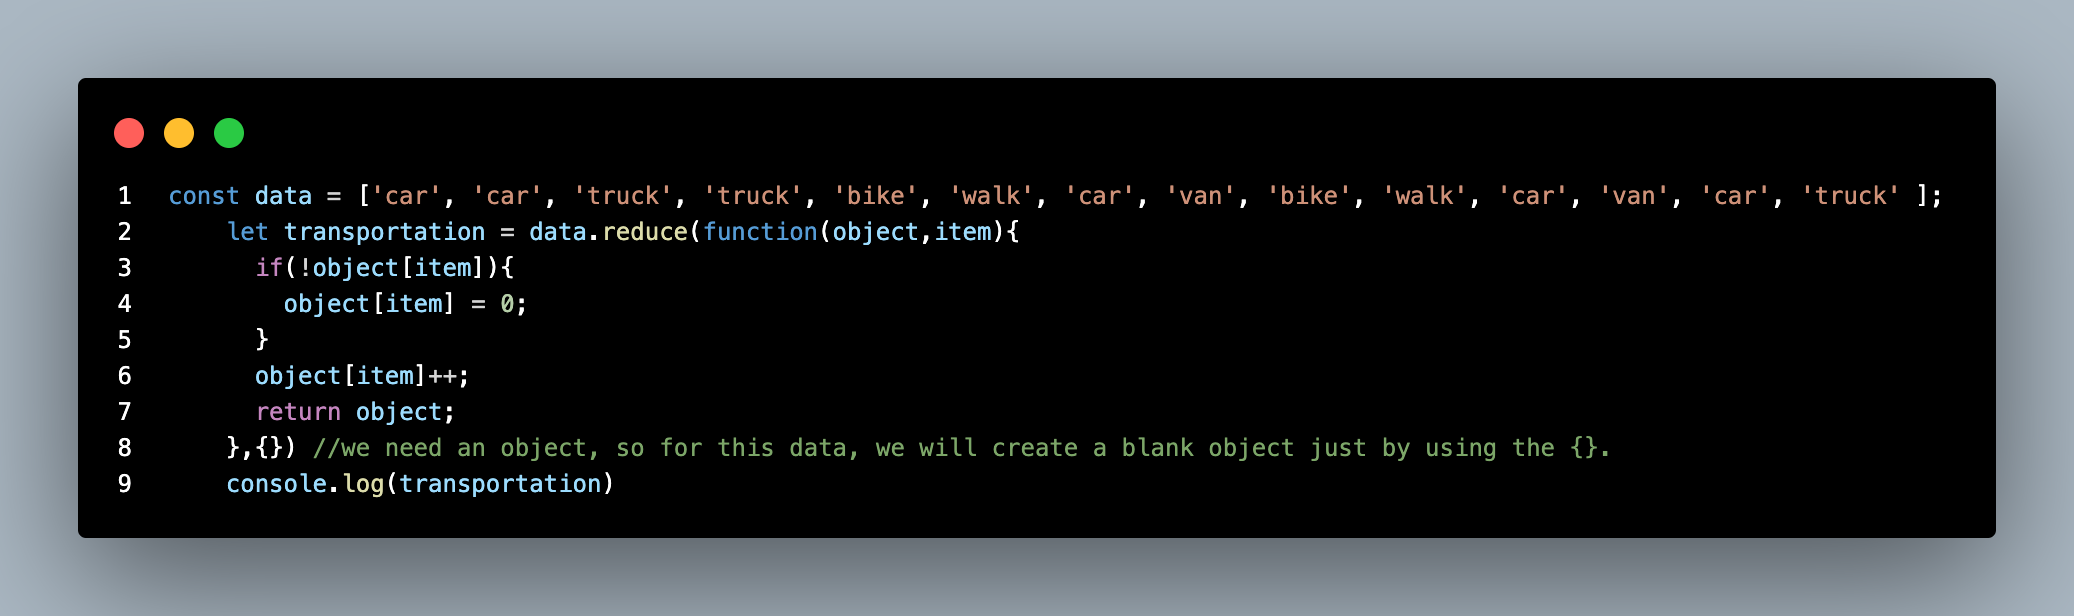 1 const data = ['car', 'car', 'truck', 'truck', 'bike', 'walk', 'car', 'van', 'bike', 'walk', 'car', 'van', 'car', 'truck' ];
2     let transportation = data.reduce(function(object,item){
3       if(!object[item]){
4         object[item] = 0;
5       }
6       object[item]++;
7       return object;
8     },{}) //we need an object, so for this data, we will create a blank object just by using the {}.
9     console.log(transportation)